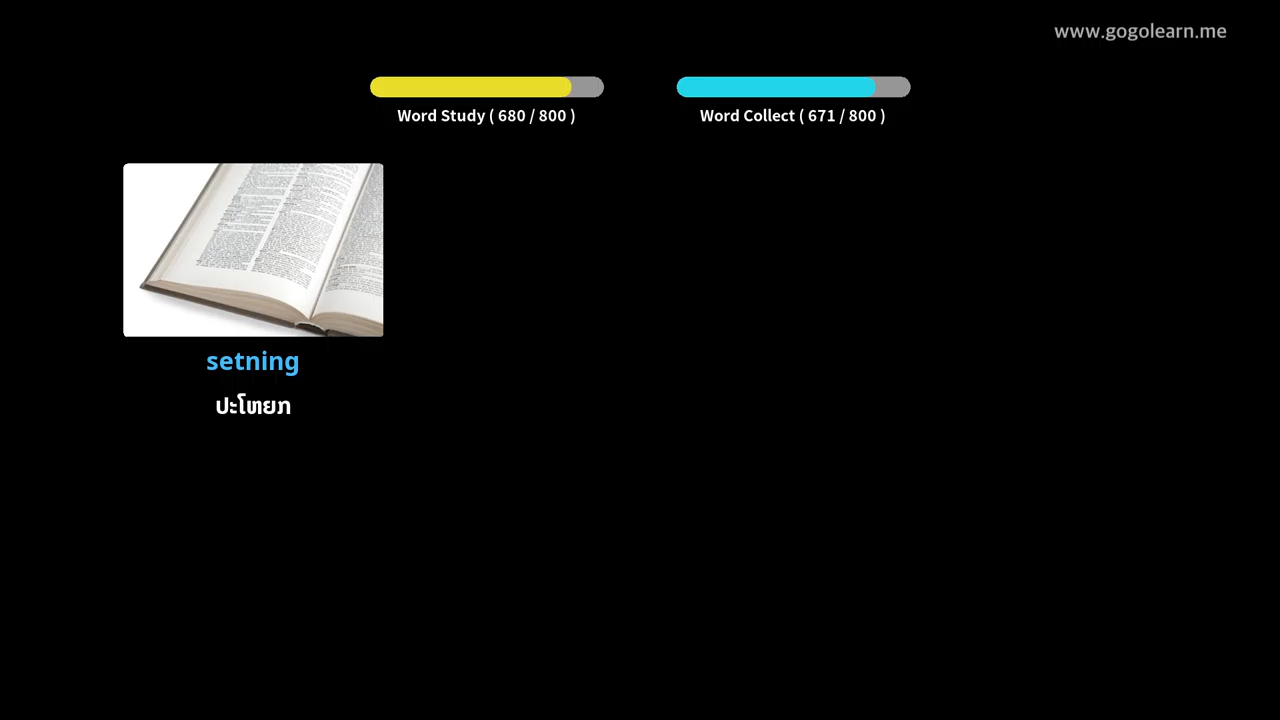 www.gogolearn.me
Word Study ( 680 / 800 )
Word Collect ( 671 / 800 )
setning
ປະໂຫຍກ